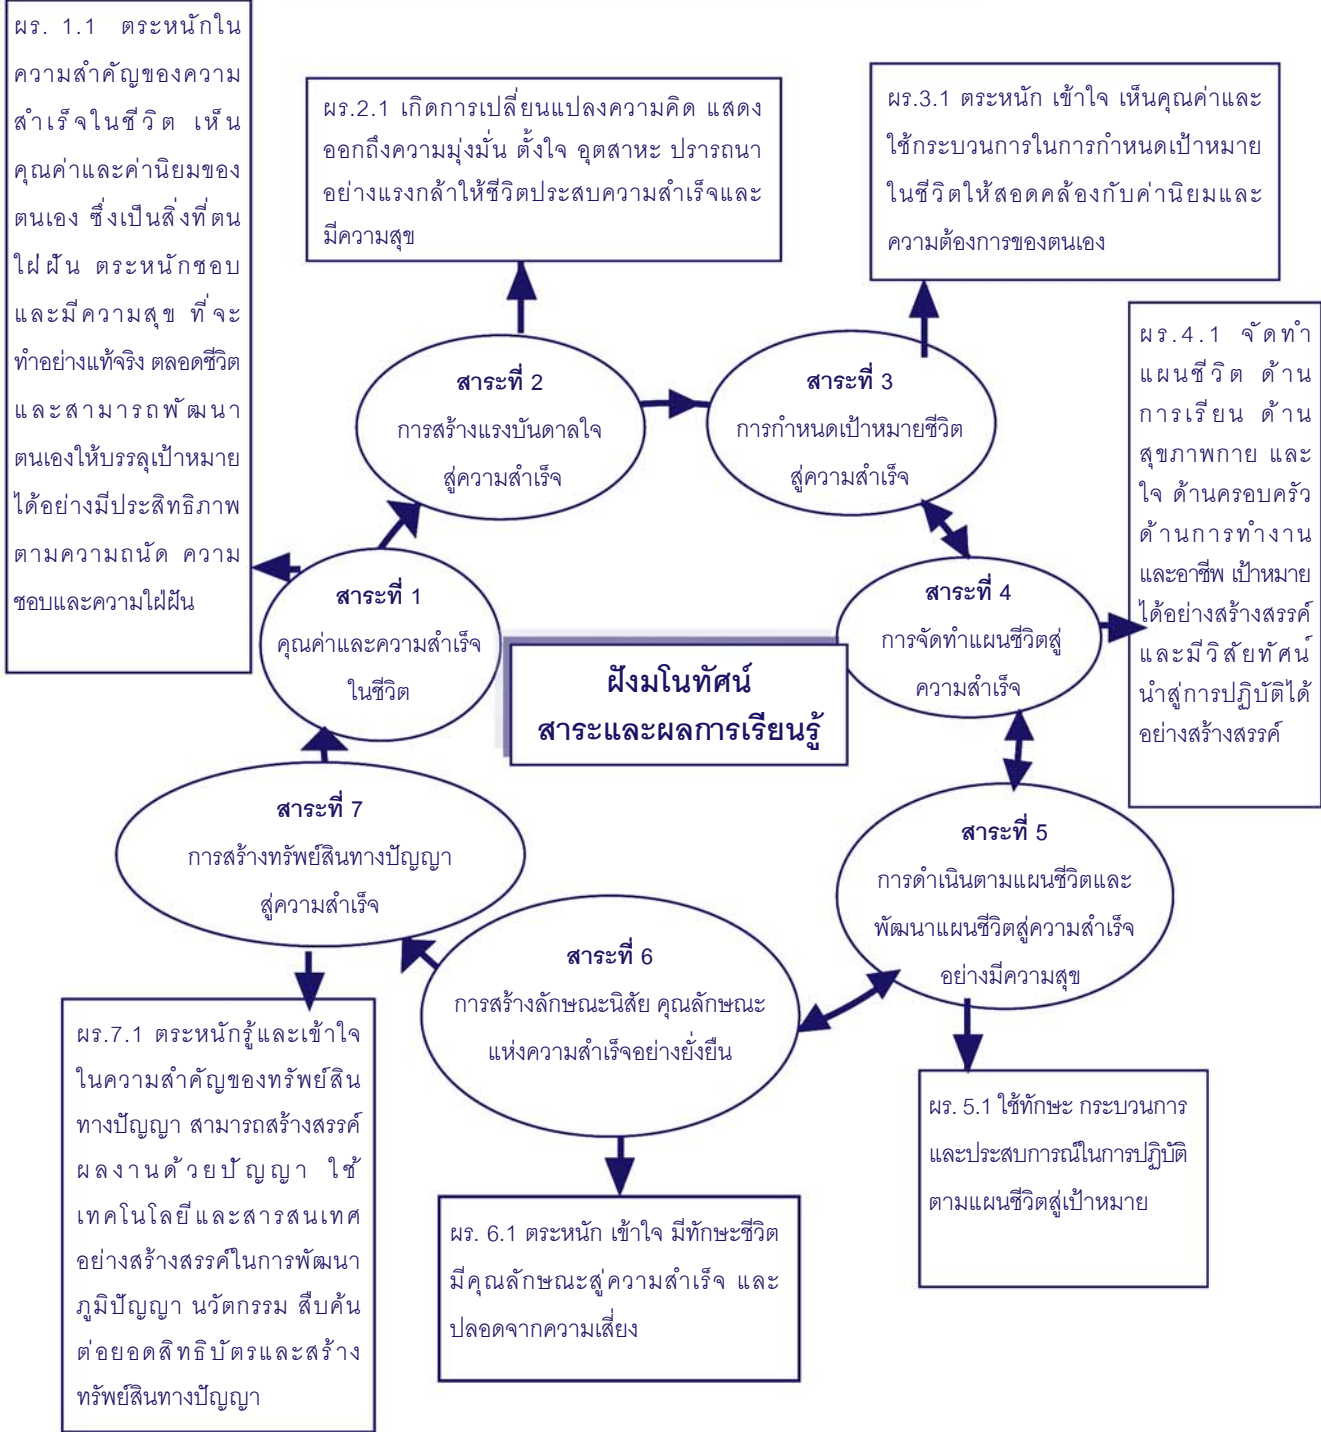 ผร. 1.1 ตระหนักใน
ความสำคัญของความ
สำเร็จในชีวิต เห็น
คุณค่าและค่านิยมของ
ตนเอง ซึ่งเป็นสิ่งที่ตน
ใฝ่ฝัน ตระหนักชอบ
และมีความสุข ที่จะ
ทำอย่างแท้จริง ตลอดชีวิต
และสามารถพัฒนา
ตนเองให้บรรลุเป้าหมาย
ได้อย่างมีประสิทธิภาพ
ตามความถนัด ความ
ชอบและความใฝ่ฝัน
ผร.2.1 เกิดการเปลี่ยนแปลงความคิด แสดง
ออกถึงความมุ่งมั่น ตั้งใจ อุตสาหะ ปรารถนา
อย่างแรงกล้าให้ชีวิตประสบความสำเร็จและ
มีความสุข
ผร.3.1 ตระหนัก เข้าใจ เห็นคุณค่าและ
ใช้กระบวนการในการกำหนดเป้าหมาย
ในชีวิตให้สอดคล้องกับค่านิยมและ
ความต้องการของตนเอง
ผร.4.1 จัดทำ
แผนชีวิต ด้าน
การเรียน ด้าน
สุขภาพกาย และ
ใจ ด้านครอบครัว
ด้านการทำงาน
และอาชีพ เป้าหมาย
ได้อย่างสร้างสรรค์
และมีวิสัยทัศน์
นำสู่การปฏิบัติได้
อย่างสร้างสรรค์
สาระที่ 2
การสร้างแรงบันดาลใจ
สู่ความสำเร็จ
สาระที่ 3
การกำหนดเป้าหมายชีวิต
สู่ความสำเร็จ
สาระที่ 1
คุณค่าและความสำเร็จ
ในชีวิต
สาระที่ 4
การจัดทำแผนชีวิตสู่
ความสำเร็จ
ฝังมโนทัศน์
สาระและผลการเรียนรู้
สาระที่ 7
การสร้างทรัพย์สินทางปัญญา
สู่ความสำเร็จ
สาระที่ 5
การดำเนินตามแผนชีวิตและ
พัฒนาแผนชีวิตสู่ความสำเร็จ
อย่างมีความสุข
สาระที่ 6
การสร้างลักษณะนิสัย คุณลักษณะ
แห่งความสำเร็จอย่างยั่งยืน
ผร.7.1 ตระหนักรู้และเข้าใจ
ในความสำคัญของทรัพย์สิน
ทางปัญญา สามารถสร้างสรรค์
ผลงานด้วยปัญญา ใช้
เทคโนโลยีและสารสนเทศ
อย่างสร้างสรรค์ในการพัฒนา
ภูมิปัญญา นวัตกรรม สืบค้น
ต่อยอดสิทธิบัตรและสร้าง
ทรัพย์สินทางปัญญา
ผร. 6.1 ตระหนัก เข้าใจ มีทักษะชีวิต
มีคุณลักษณะสู่ความสำเร็จ และ
ปลอดจากความเสี่ยง
ผร. 5.1 ใช้ทักษะ กระบวนการ
และประสบการณ์ในการปฏิบัติ
ตามแผนชีวิตสู่เป้าหมาย